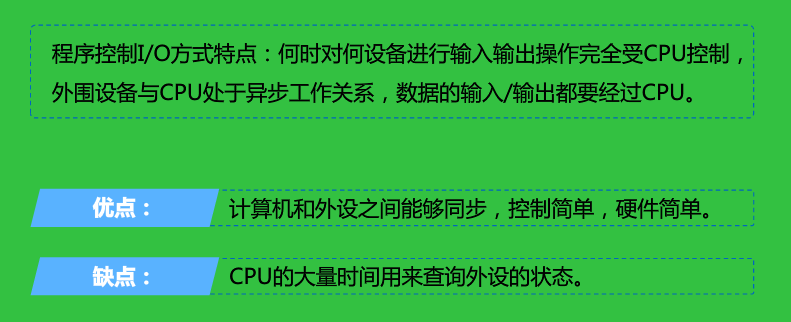 程序控制I/O方式特点：何时对何设备进行输入输出操作完全受CPU控制，
外围设备与CPU处于异步工作关系，数据的输入/输出都要经过CPU。
优点： 计算机和外设之间能够同步，控制简单，硬件简单。
缺点： CPU的大量时间用来查询外设的状态。